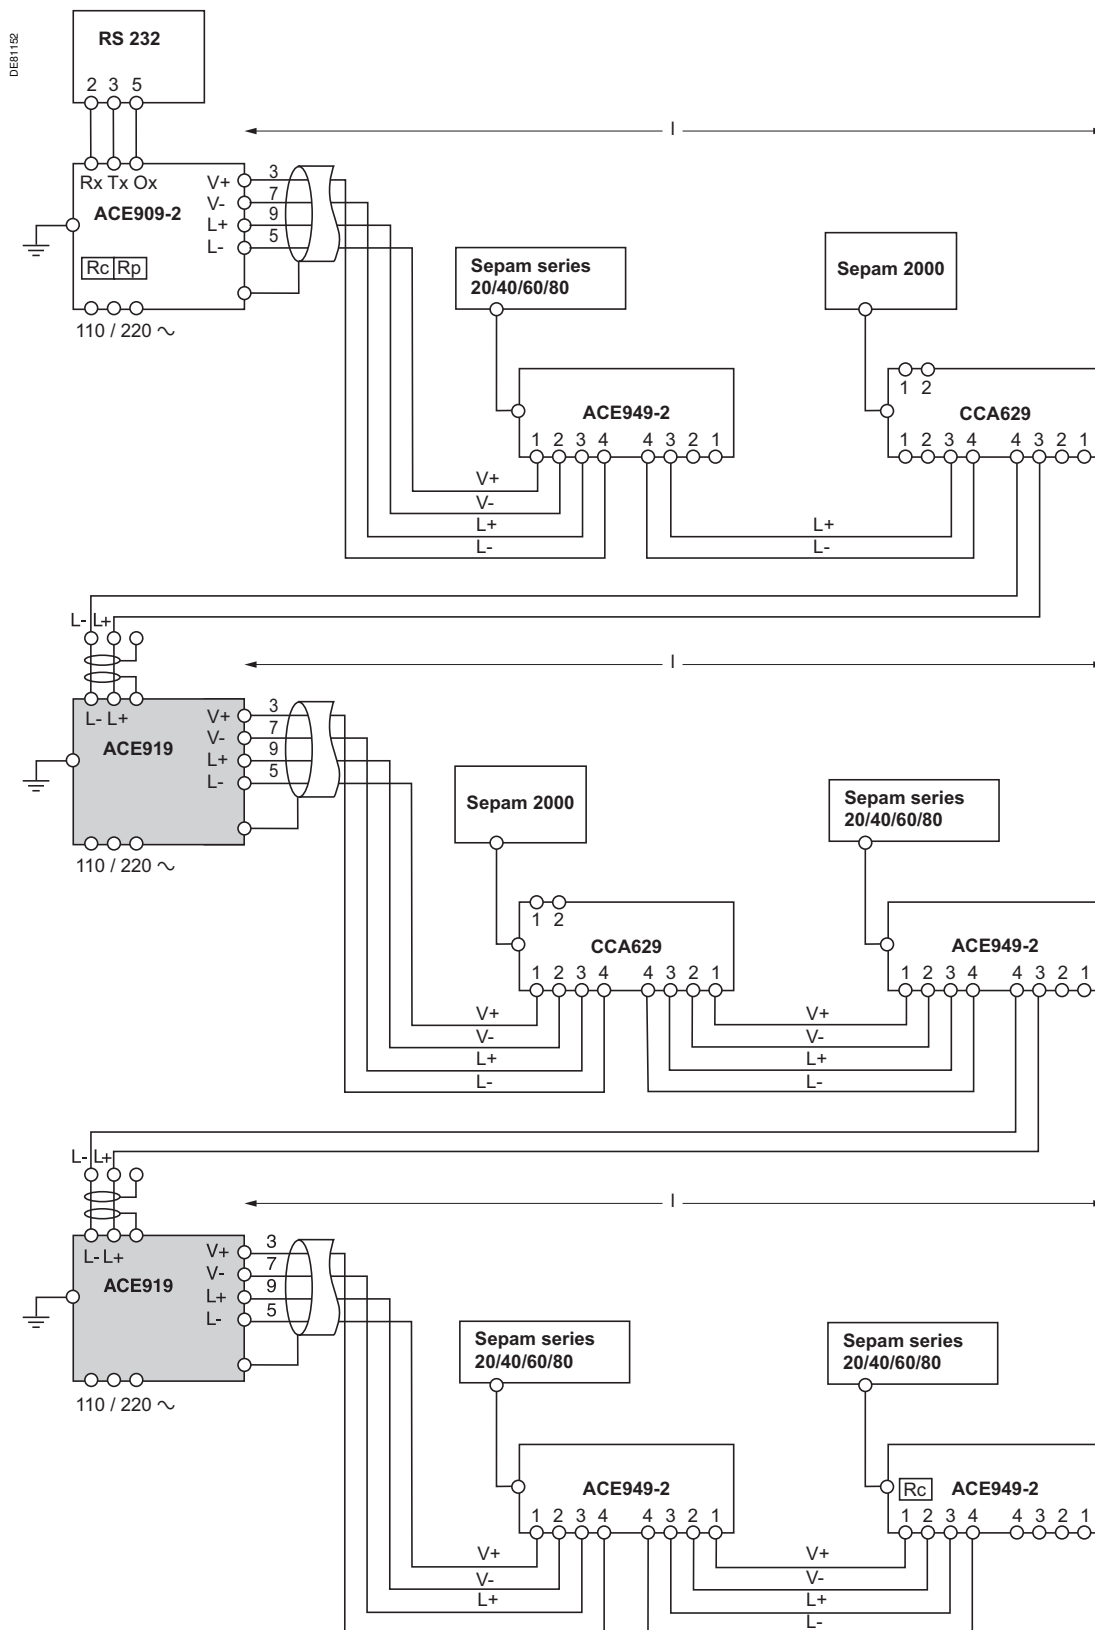 DE81152
RS 232
2 3 5
I
Rx Tx Ox
ACE909-2
Rc Rp
110 / 220 ~
V+ 3
V- 7
L+ 9
L- 5
Sepam series
20/40/60/80
Sepam 2000
ACE949-2
1 2 3 4 4 3 2 1
1 2
CCA629
1 2 3 4 4 3 2 1
V+
V-
L+
L-
L+
L-
L- L+
I
L- L+
ACE919
110 / 220 ~
V+ 3
V- 7
L+ 9
L- 5
Sepam 2000
Sepam series
20/40/60/80
1 2
CCA629
1 2 3 4 4 3 2 1
ACE949-2
1 2 3 4 4 3 2 1
V+
V-
L+
L-
V+
V-
L+
L-
L- L+
I
L- L+
ACE919
110 / 220 ~
V+ 3
V- 7
L+ 9
L- 5
Sepam series
20/40/60/80
Sepam series
20/40/60/80
ACE949-2
1 2 3 4 4 3 2 1
Rc ACE949-2
1 2 3 4 4 3 2 1
V+
V-
L+
V+
V-
L+
L-